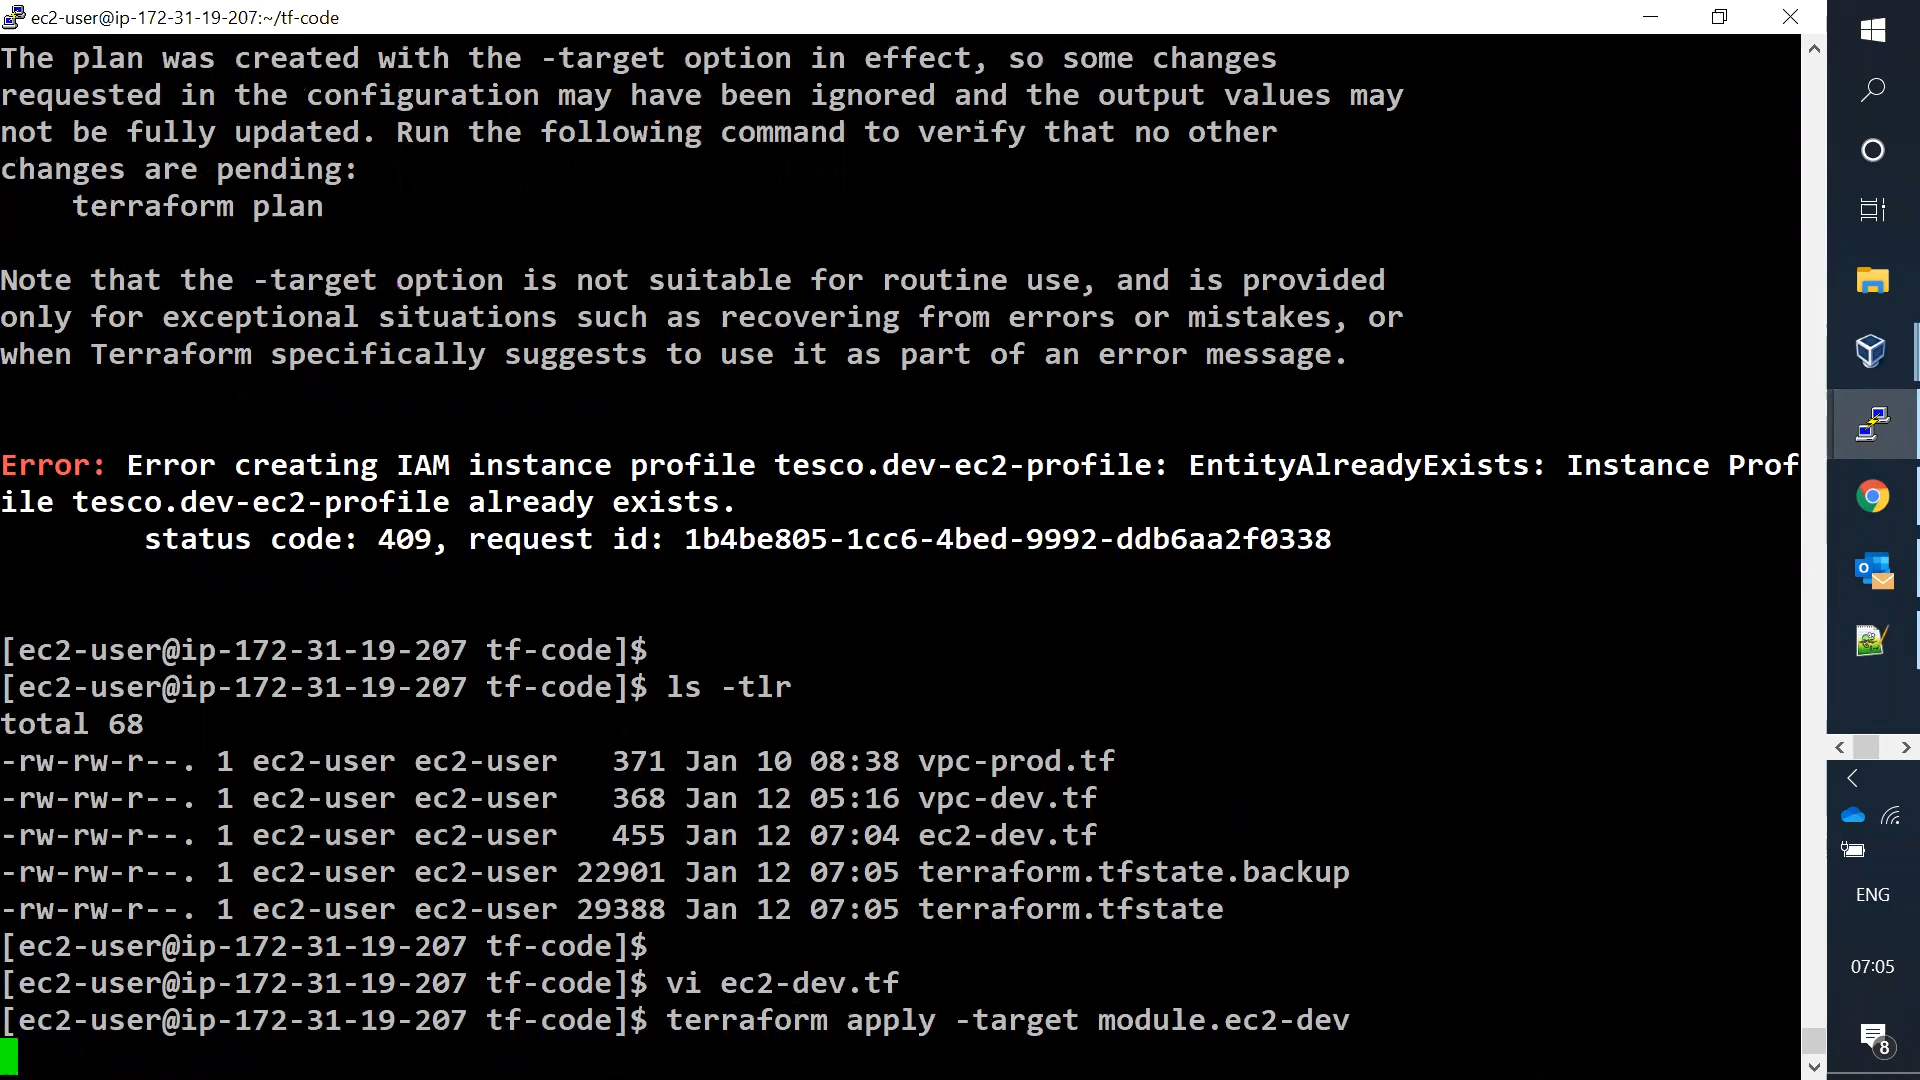 ec2-user@ip-172-31-19-207:~/tf-code
The plan was created with the -target option in effect, so some changes
requested in the configuration may have been ignored and the output values may
not be fully updated. Run the following command to verify that no other
changes are pending:
terraform plan
Note that the -target option is not suitable for routine use, and is provided
only for exceptional situations such as recovering from errors or mistakes, or
when Terraform specifically suggests to use it as part of an error message.
Error: Error creating IAM instance profile tesco.dev-ec2-profile: EntityAlreadyExists: Instance Prof
ile tesco.dev-ec2-profile already exists.
status code: 409, request id: 1b4be805-1cc6-4bed-9992-ddb6aa2f0338
[ec2-user@ip-172-31-19-207 tf-code]$
[ec2-user@ip-172-31-19-207 tf-code]$ ls -tlr
total 68
-rw-rw-r--. 1 ec2-user ec2-user   371 Jan 10 08:38 vpc-prod.tf
-rw-rw-r--. 1 ec2-user ec2-user   368 Jan 12 05:16 vpc-dev.tf
-rw-rw-r--. 1 ec2-user ec2-user   455 Jan 12 07:04 ec2-dev.tf
-rw-rw-r--. 1 ec2-user ec2-user 22901 Jan 12 07:05 terraform.tfstate.backup
-rw-rw-r--. 1 ec2-user ec2-user 29388 Jan 12 07:05 terraform.tfstate
[ec2-user@ip-172-31-19-207 tf-code]$
[ec2-user@ip-172-31-19-207 tf-code]$ vi ec2-dev.tf
[ec2-user@ip-172-31-19-207 tf-code]$ terraform apply -target module.ec2-dev
ENG
07:05
8